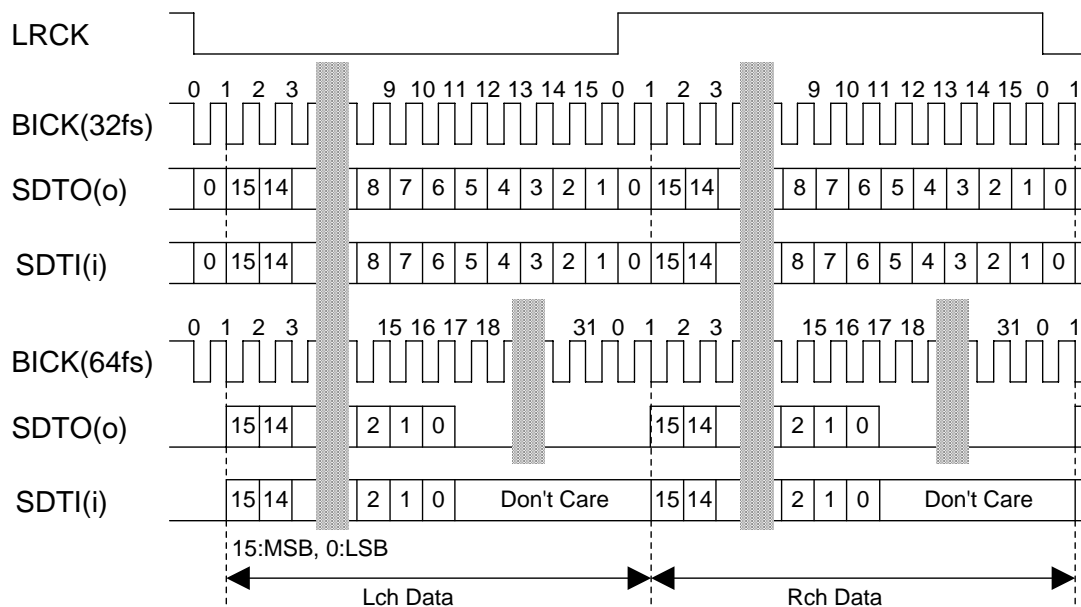 LRCK
0 1 2 3 9 10 11 12 13 14 15 0 1 2 3 9 10 11 12 13 14 15 0 1
BICK(32fs)
SDTO(o) 0 15 14 8 7 6 5 4 3 2 1 0 15 14 8 7 6 5 4 3 2 1 0
SDTI(i) 0 15 14 8 7 6 5 4 3 2 1 0 15 14 8 7 6 5 4 3 2 1 0
0 1 2 3 15 16 17 18 31 0 1 2 3 15 16 17 18 31 0 1
BICK(64fs)
SDTO(o) 15 14 2 1 0 15 14 2 1 0
SDTI(i) 15 14 2 1 0 Don't Care 15 14 2 1 0 Don't Care
15:MSB, 0:LSB
Lch Data Rch Data